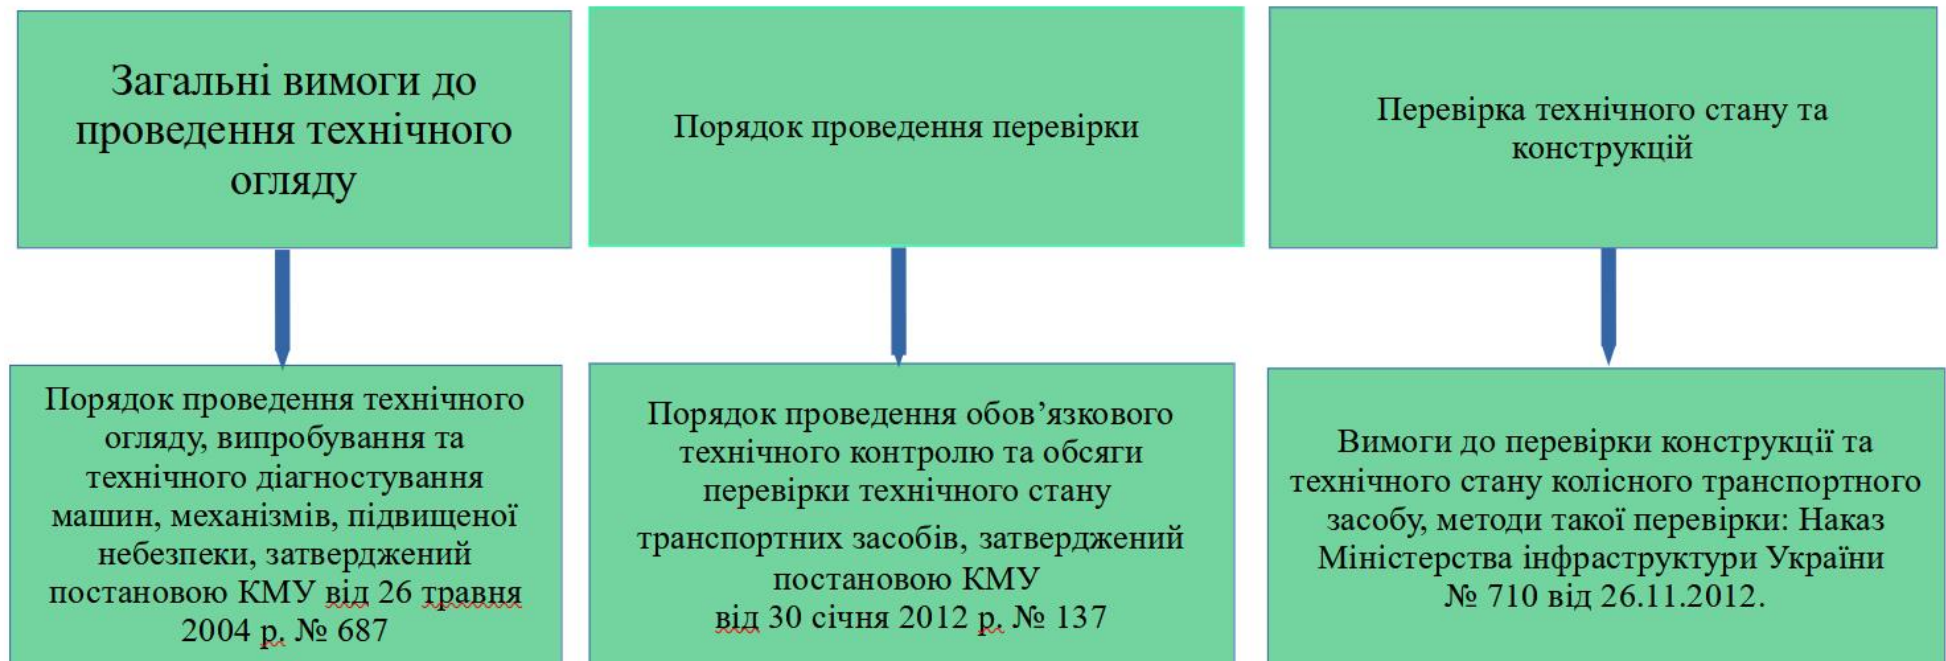 Загальні вимоги до
проведення технічного
огляду
Порядок проведення перевірки
Перевірка технічного стану та
конструкцій
Порядок проведення технічного
огляду, випробування та
технічного діагностування
машин, механізмів, підвищеної
небезпеки, затверджений
постановою КМУ від 26 травня
2004 р. № 687
Порядок проведення обов’язкового
технічного контролю та обсяги
перевірки технічного стану
транспортних засобів, затверджений
постановою КМУ
від 30 січня 2012 р. № 137
Вимоги до перевірки конструкції та
технічного стану колісного транспортного
засобу, методи такої перевірки: Наказ
Міністерства інфраструктури України
№ 710 від 26.11.2012.